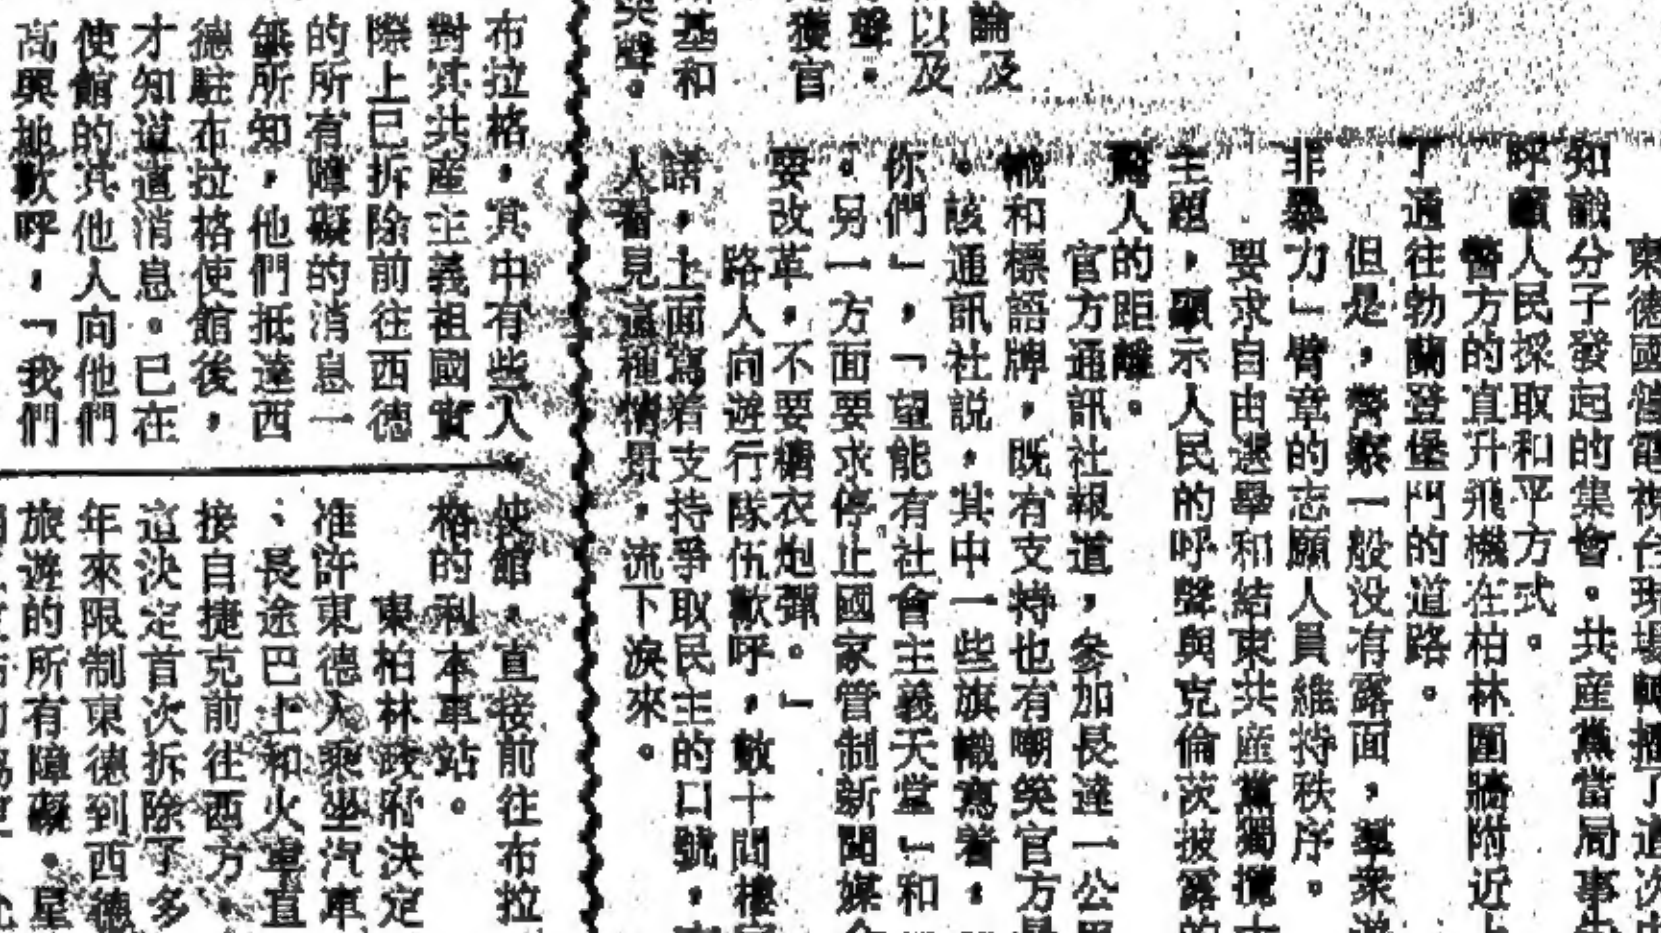 論及
以及
聲。
獲官
基和
笑聲。
東德國營電視台現場轉播了這次
知識分子發起的集會。共産黨當局事
呼籲人民採取和平方式。
警方的直升飛機在柏林圍牆附近
了通往勃蘭登堡門的道路。
但是,警察一般没有露面,羣衆遊
非暴力」臂章的志願人員維持秩序。
要求自由選舉和結束共産黨獨攬
主題,顯示人民的呼聲與克倫茨披露的
人的距離。
官方通訊社報道,參加長達一公
幟和標語牌,既有支持也有嘲笑官方
。該通訊社説,其中一些旗幟寫着,
你們」,「望能有社會主義天堂」和
。另一方面要求停止國家管制新聞媒
要改革,不要糖衣炮彈。」
路人向遊行隊伍歡呼,數十間樓
話,上面寫着支持爭取民主的口號,
人看見這種情景,流下淚來。
布拉格,其中有些人
對其共産主義祖國實
際上已拆除前往西德
的所有障礙的消息一
無所知,他們抵達西
德駐布拉格使館後,
才知道這消息。已在
使館的其他人向他們
高興地歡呼,「我們
使館,直接前往布拉
格的利本車站。
東柏林政府決定
准許東德人乘坐汽車
、長途巴士和火車直
接自捷克前往西方,
這決定首次拆除了多
年來限制東德到西德
旅遊的所有障礙。星